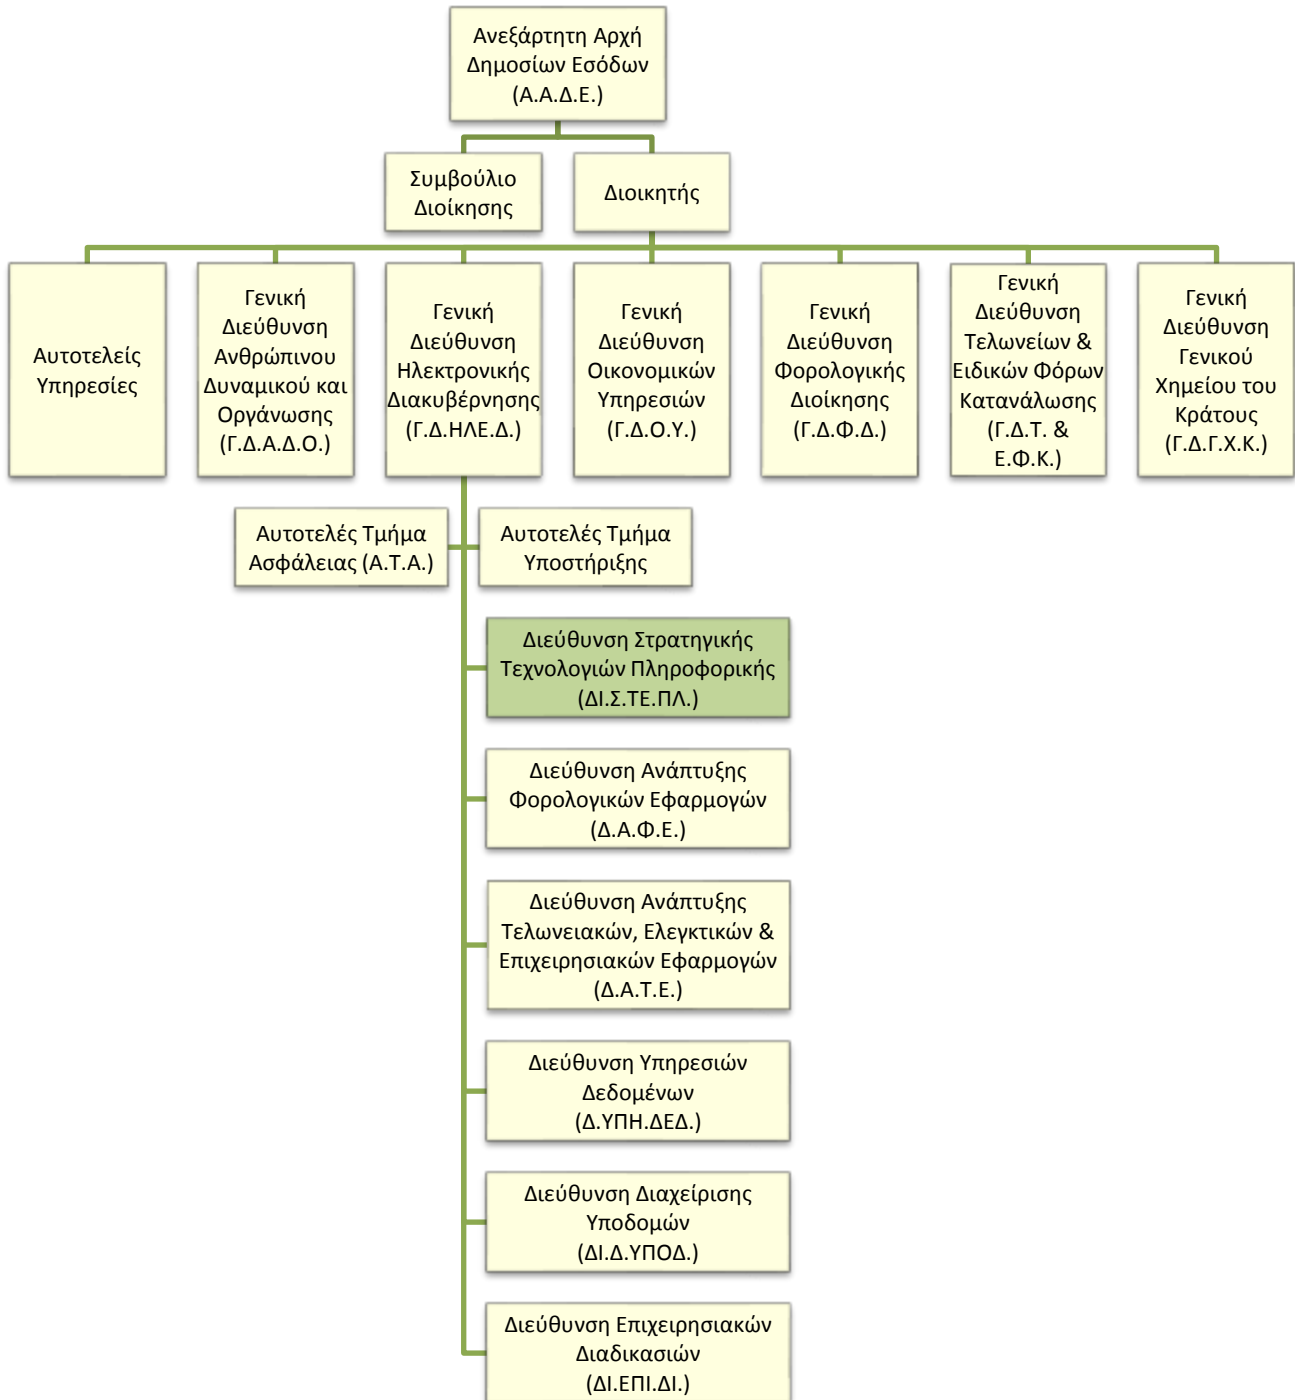 Ανεξάρτητη Αρχή
Δημοσίων Εσόδων
(Α.Α.Δ.Ε.)
Συμβούλιο
Διοίκησης
Διοικητής
Αυτοτελείς
Υπηρεσίες
Γενική
Διεύθυνση
Ανθρώπινου
Δυναμικού και
Οργάνωσης
(Γ.Δ.Α.Δ.Ο.)
Γενική
Διεύθυνση
Ηλεκτρονικής
Διακυβέρνησης
(Γ.Δ.ΗΛΕ.Δ.)
Γενική
Διεύθυνση
Οικονομικών
Υπηρεσιών
(Γ.Δ.Ο.Υ.)
Γενική
Διεύθυνση
Φορολογικής
Διοίκησης
(Γ.Δ.Φ.Δ.)
Γενική
Διεύθυνση
Τελωνείων &
Ειδικών Φόρων
Κατανάλωσης
(Γ.Δ.Τ. &
Ε.Φ.Κ.)
Γενική
Διεύθυνση
Γενικού
Χημείου του
Κράτους
(Γ.Δ.Γ.Χ.Κ.)
Αυτοτελές Τμήμα
Ασφάλειας (Α.Τ.Α.)
Αυτοτελές Τμήμα
Υποστήριξης
Διεύθυνση Στρατηγικής
Τεχνολογιών Πληροφορικής
(ΔΙ.Σ.ΤΕ.ΠΛ.)
Διεύθυνση Ανάπτυξης
Φορολογικών Εφαρμογών
(Δ.Α.Φ.Ε.)
Διεύθυνση Ανάπτυξης
Τελωνειακών, Ελεγκτικών &
Επιχειρησιακών Εφαρμογών
(Δ.Α.Τ.Ε.)
Διεύθυνση Υπηρεσιών
Δεδομένων
(Δ.ΥΠΗ.ΔΕΔ.)
Διεύθυνση Διαχείρισης
Υποδομών
(ΔΙ.Δ.ΥΠΟΔ.)
Διεύθυνση Επιχειρησιακών
Διαδικασιών
(ΔΙ.ΕΠΙ.ΔΙ.)